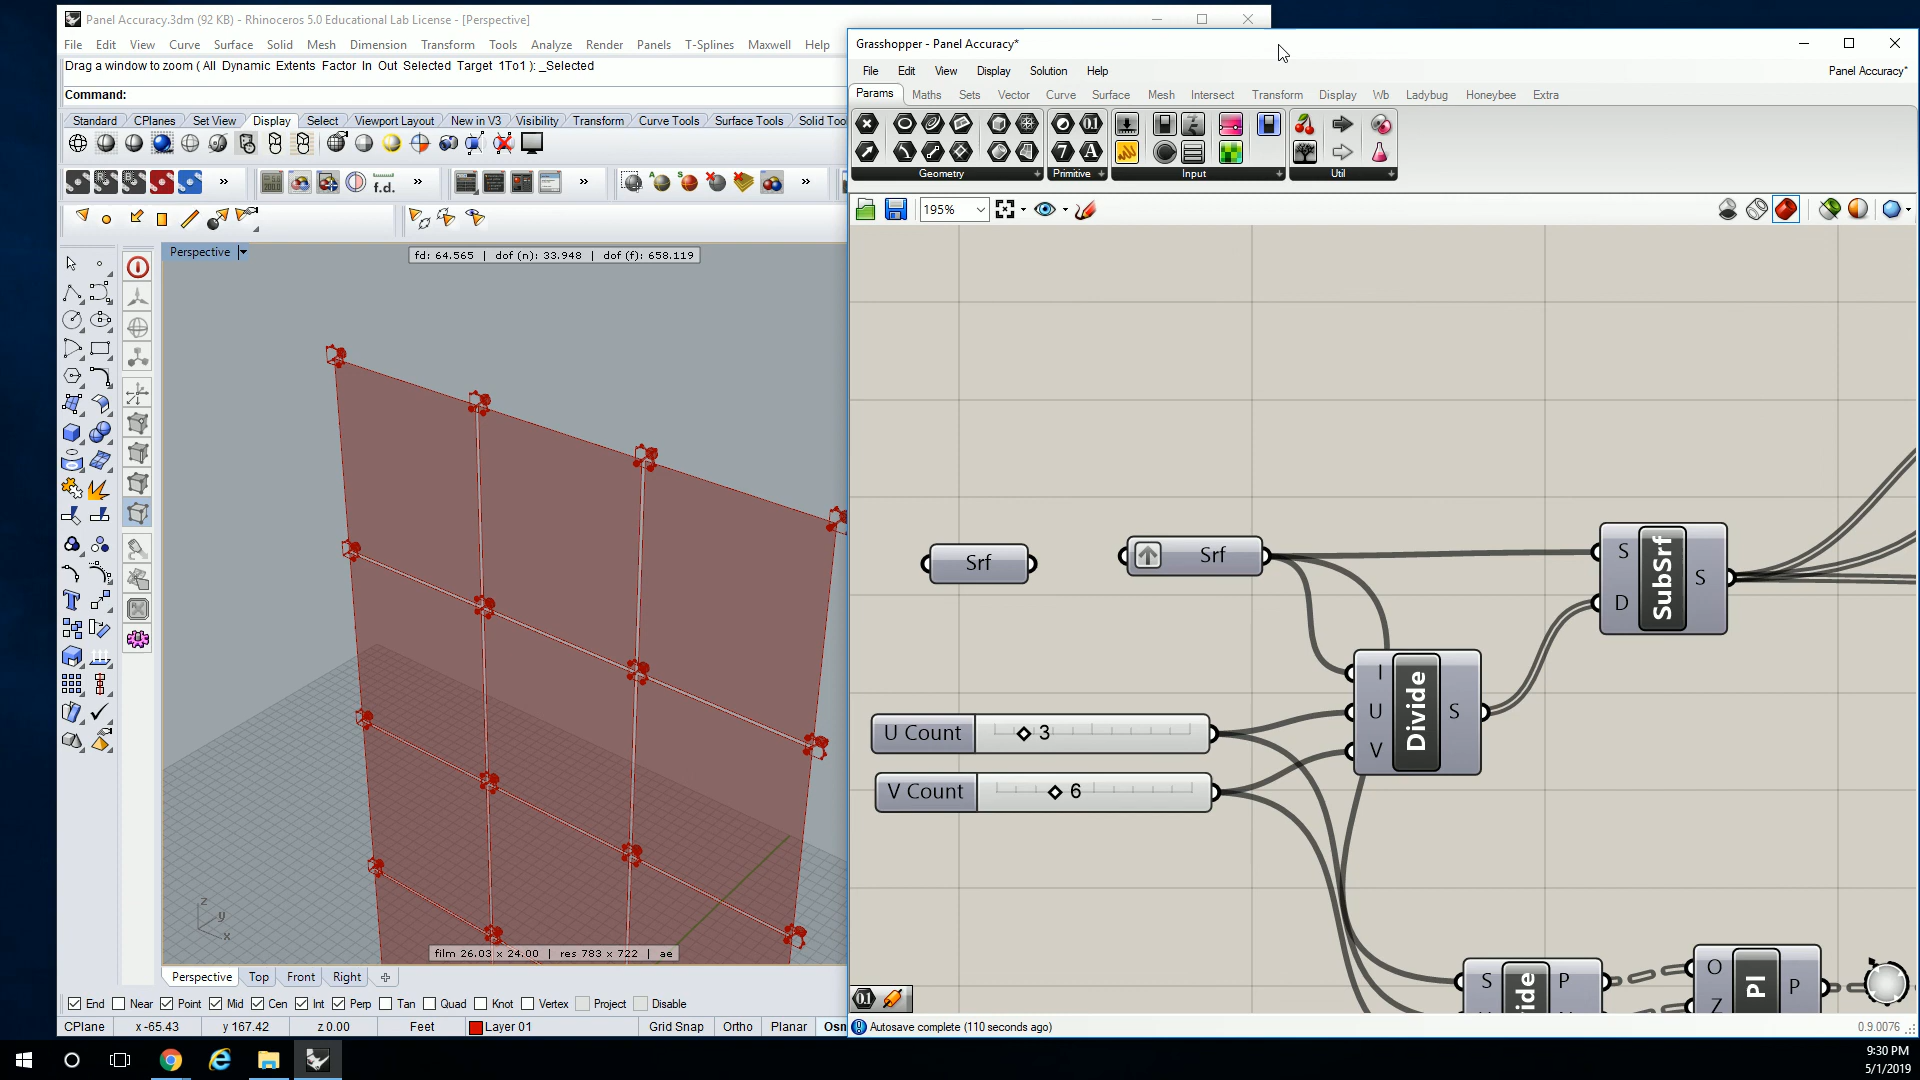 Panel Accuracy.3dm (92 KB) - Rhinoceros 5.0 Educational Lab License - [Perspective]
File Edit View Curve Surface Solid Mesh Dimension Transform Tools Analyze Render Panels T-Splines Maxwell Help
Drag a window to zoom ( All Dynamic Extents Factor In Out Selected Target 1To1 ): _Selected
Command:
Standard CPlanes Set View Display Select Viewport Layout New in V3 Visibility Transform Curve Tools Surface Tools Solid Too
f.d.
Perspective
fd: 64.565 | dof (n): 33.948 | dof (f): 658.119
z
y
x
film 26.03 x 24.00 | res 783 x 722 | ae
Perspective Top Front Right
End Near Point Mid Cen Int Perp Tan Quad Knot Vertex Project Disable
CPlane x -65.43 y 167.42 z 0.00 Feet Layer 01 Grid Snap Ortho Planar Osn
Grasshopper - Panel Accuracy*
File Edit View Display Solution Help Panel Accuracy*
Params Maths Sets Vector Curve Surface Mesh Intersect Transform Display Wb Ladybug Honeybee Extra
Geometry Primitive Input Util
195%
Srf
Srf
S
D
SubSrf
S
I
U
V
Divide
S
U Count 3
V Count 6
S
ide
P
O
Z
Pl
P
Autosave complete (110 seconds ago)
0.9.0076
9:30 PM
5/1/2019